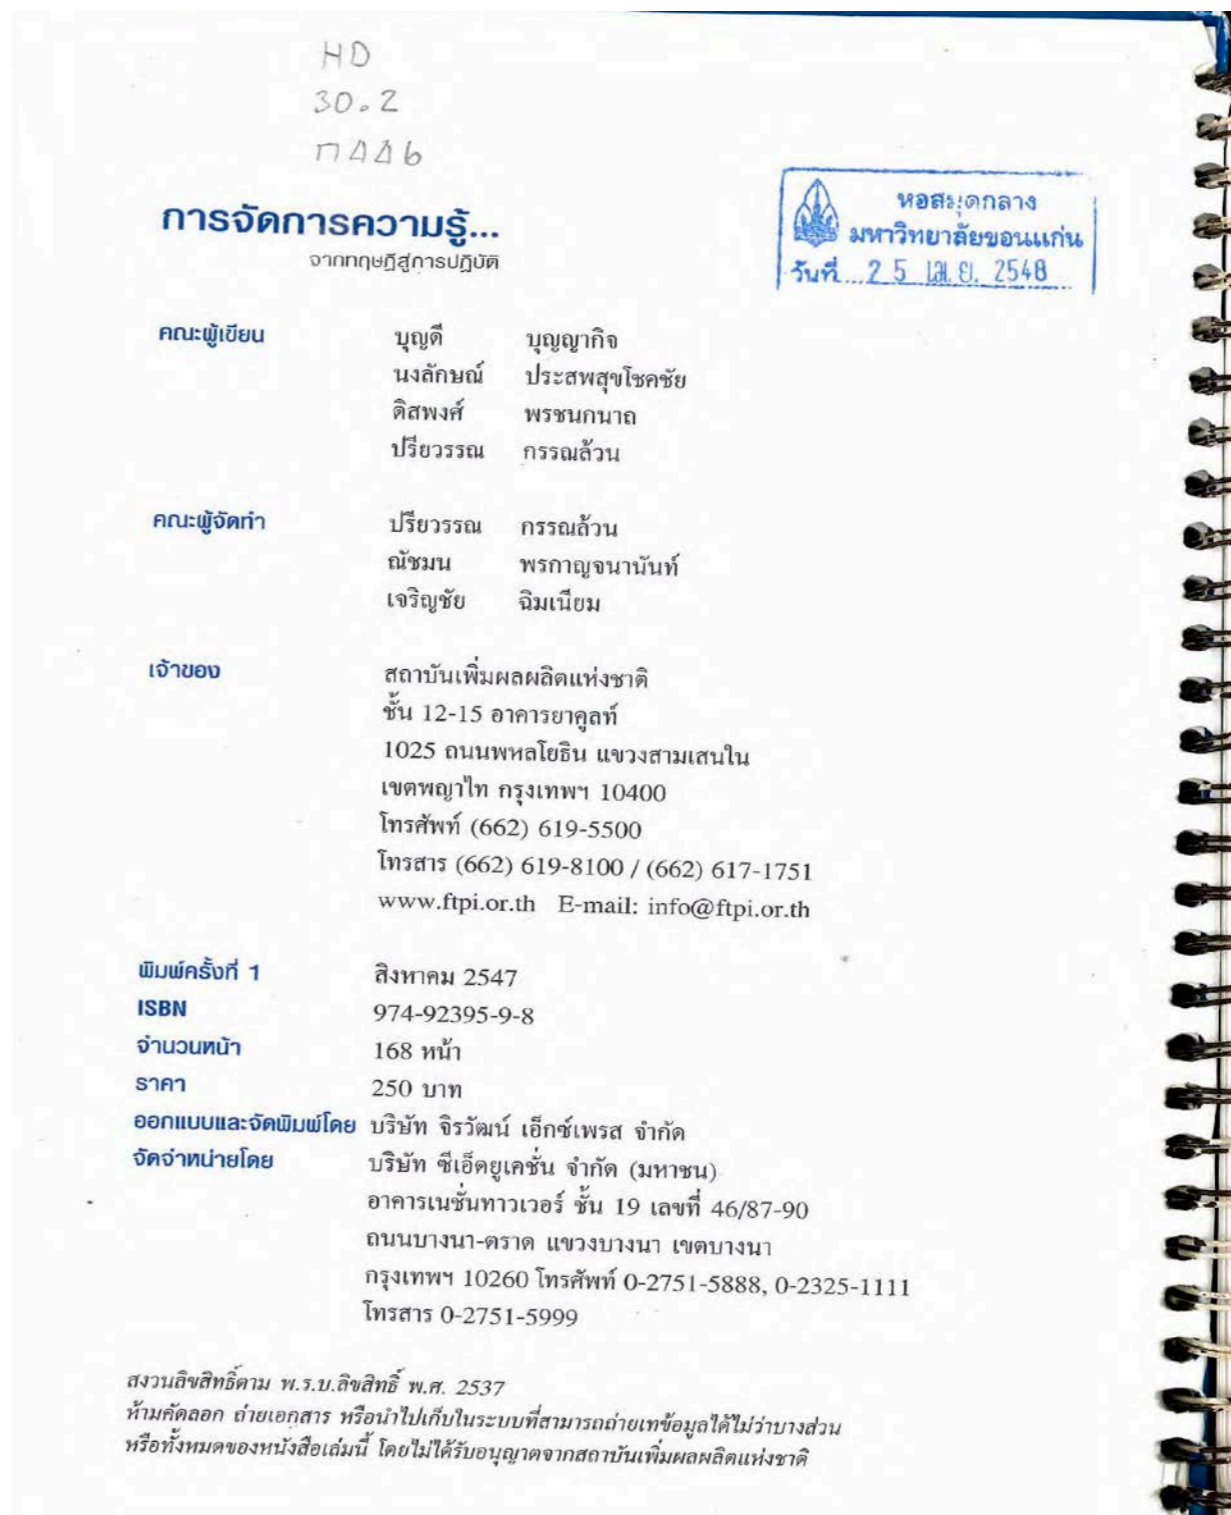 HD
30.2
ก446
การจัดการความรู้...
จากทฤษฎีสู่การปฏิบัติ
หอสมุดกลาง
มหาวิทยาลัยขอนแก่น
วันที่ 25 เม.ย. 2548
คณะผู้เขียน บุญดี บุญญากิจ
นงลักษณ์ ประสพสุขโชคชัย
ดิสพงศ์ พรชนกนาถ
ปรียวรรณ กรรณล้วน
คณะผู้จัดทำ ปรียวรรณ กรรณล้วน
ณัชมน พรกาญจนานันท์
เจริญชัย ฉิมเนียม
เจ้าของ สถาบันเพิ่มผลผลิตแห่งชาติ
ชั้น 12-15 อาคารยาคูลท์
1025 ถนนพหลโยธิน แขวงสามเสนใน
เขตพญาไท กรุงเทพฯ 10400
โทรศัพท์ (662) 619-5500
โทรสาร (662) 619-8100 / (662) 617-1751
www.ftpi.or.th E-mail: info@ftpi.or.th
พิมพ์ครั้งที่ 1 สิงหาคม 2547
ISBN 974-92395-9-8
จำนวนหน้า 168 หน้า
ราคา 250 บาท
ออกแบบและจัดพิมพ์โดย บริษัท จิรวัฒน์ เอ็กซ์เพรส จำกัด
จัดจำหน่ายโดย บริษัท ซีเอ็ดยูเคชั่น จำกัด (มหาชน)
อาคารเนชั่นทาวเวอร์ ชั้น 19 เลขที่ 46/87-90
ถนนบางนา-ตราด แขวงบางนา เขตบางนา
กรุงเทพฯ 10260 โทรศัพท์ 0-2751-5888, 0-2325-1111
โทรสาร 0-2751-5999
สงวนลิขสิทธิ์ตาม พ.ร.บ.ลิขสิทธิ์ พ.ศ. 2537
ห้ามคัดลอก ถ่ายเอกสาร หรือนำไปเก็บในระบบที่สามารถถ่ายเทข้อมูลได้ไม่ว่าบางส่วน
หรือทั้งหมดของหนังสือเล่มนี้ โดยไม่ได้รับอนุญาตจากสถาบันเพิ่มผลผลิตแห่งชาติ